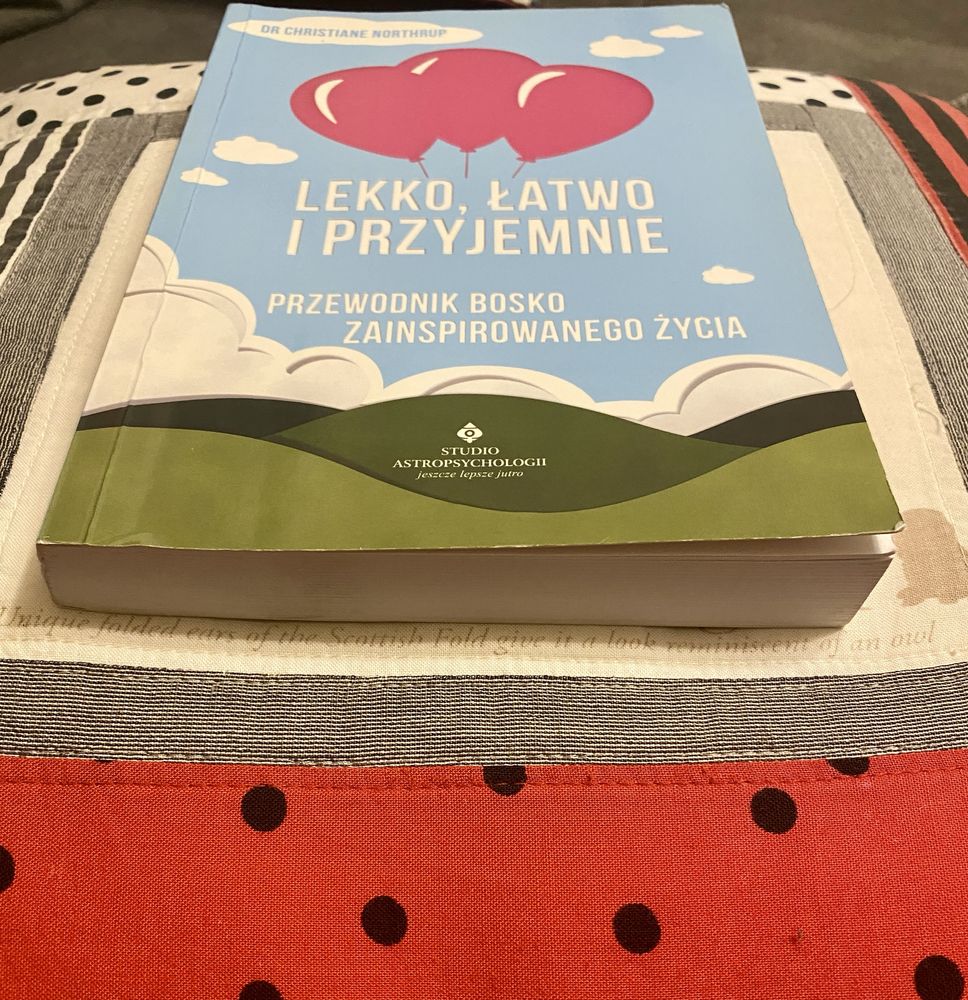 DR CHRISTIANE NORTHRUP
LEKKO, ŁATWO
I PRZYJEMNIE
PRZEWODNIK BOSKO
ZAINSPIROWANEGO ŻYCIA
STUDIO
ASTROPSYCHOLOGII
jeszcze lepsze jutro
Unique folded ears of the Scottish Fold give it a look reminiscent of an owl